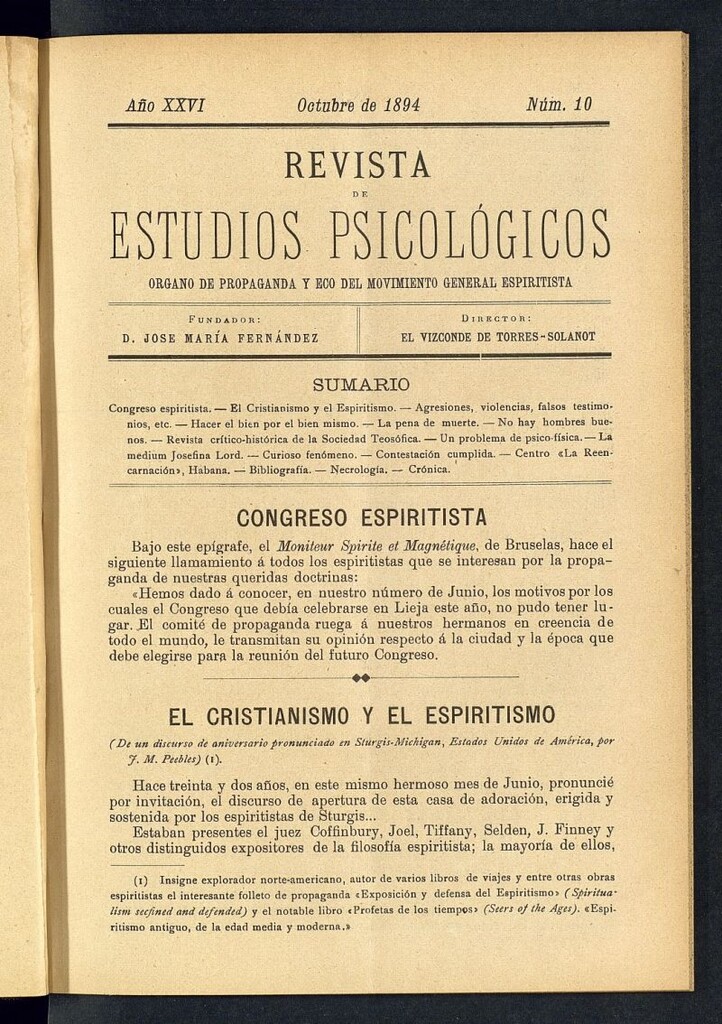 Año XXVI Octubre de 1894 Núm. 10
REVISTA
DE
ESTUDIOS PSICOLÓGICOS
ORGANO DE PROPAGANDA Y ECO DEL MOVIMIENTO GENERAL ESPIRITISTA
FUNDADOR:
D. JOSE MARÍA FERNÁNDEZ
DIRECTOR:
EL VIZCONDE DE TORRES-SOLANOT
SUMARIO
Congreso espiritista. — El Cristianismo y el Espiritismo. — Agresiones, violencias, falsos testimo-
nios, etc. — Hacer el bien por el bien mismo. — La pena de muerte. — No hay hombres bue-
nos. — Revista crítico-histórica de la Sociedad Teosófica. — Un problema de psico-física. — La
medium Josefina Lord. — Curioso fenómeno. — Contestación cumplida. — Centro «La Reen-
carnación», Habana. — Bibliografía. — Necrología. — Crónica.
CONGRESO ESPIRITISTA
Bajo este epígrafe, el Moniteur Spirite et Magnétique, de Bruselas, hace el
siguiente llamamiento á todos los espiritistas que se interesan por la propa-
ganda de nuestras queridas doctrinas:
«Hemos dado á conocer, en nuestro número de Junio, los motivos por los
cuales el Congreso que debía celebrarse en Lieja este año, no pudo tener lu-
gar. El comité de propaganda ruega á nuestros hermanos en creencia de
todo el mundo, le transmitan su opinión respecto á la ciudad y la época que
debe elegirse para la reunión del futuro Congreso.
EL CRISTIANISMO Y EL ESPIRITISMO
(De un discurso de aniversario pronunciado en Sturgis-Michigan, Estados Unidos de América, por
J. M. Peebles) (1).
Hace treinta y dos años, en este mismo hermoso mes de Junio, pronuncié
por invitación, el discurso de apertura de esta casa de adoración, erigida y
sostenida por los espiritistas de Sturgis...
Estaban presentes el juez Coffinbury, Joel, Tiffany, Selden, J. Finney y
otros distinguidos expositores de la filosofía espiritista; la mayoría de ellos,
(1) Insigne explorador norte-americano, autor de varios libros de viajes y entre otras obras
espiritistas el interesante folleto de propaganda «Exposición y defensa del Espiritismo» (Spiritua-
lism secfined and defended) y el notable libro «Profetas de los tiempos» (Seers of the Ages). «Espi-
ritismo antiguo, de la edad media y moderna.»